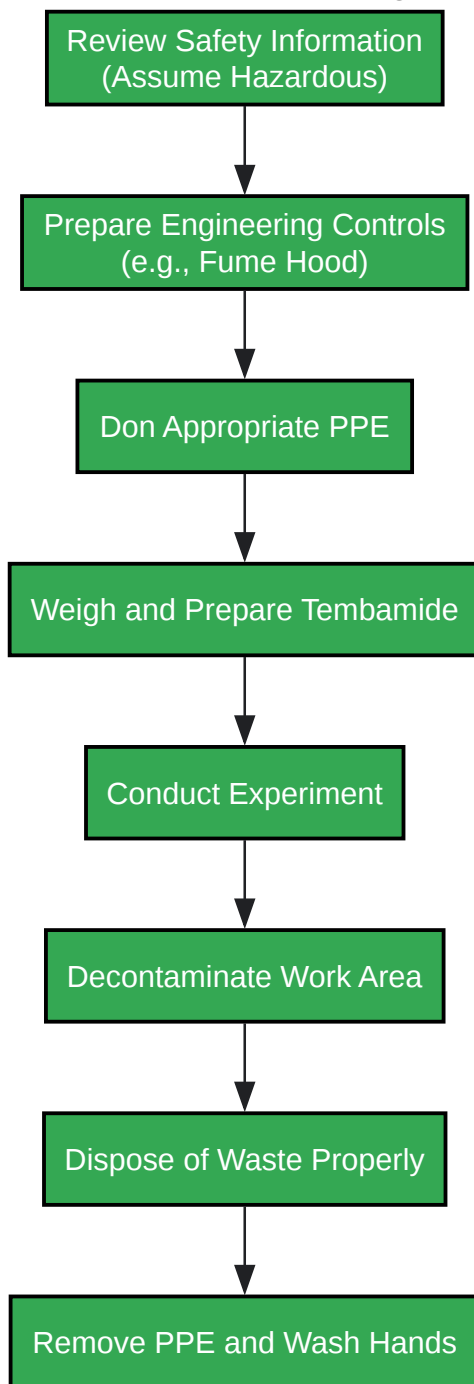 Review Safety Information
(Assume Hazardous)
Prepare Engineering Controls
(e.g., Fume Hood)
Don Appropriate PPE
Weigh and Prepare Tembamide
Conduct Experiment
Decontaminate Work Area
Dispose of Waste Properly
Remove PPE and Wash Hands